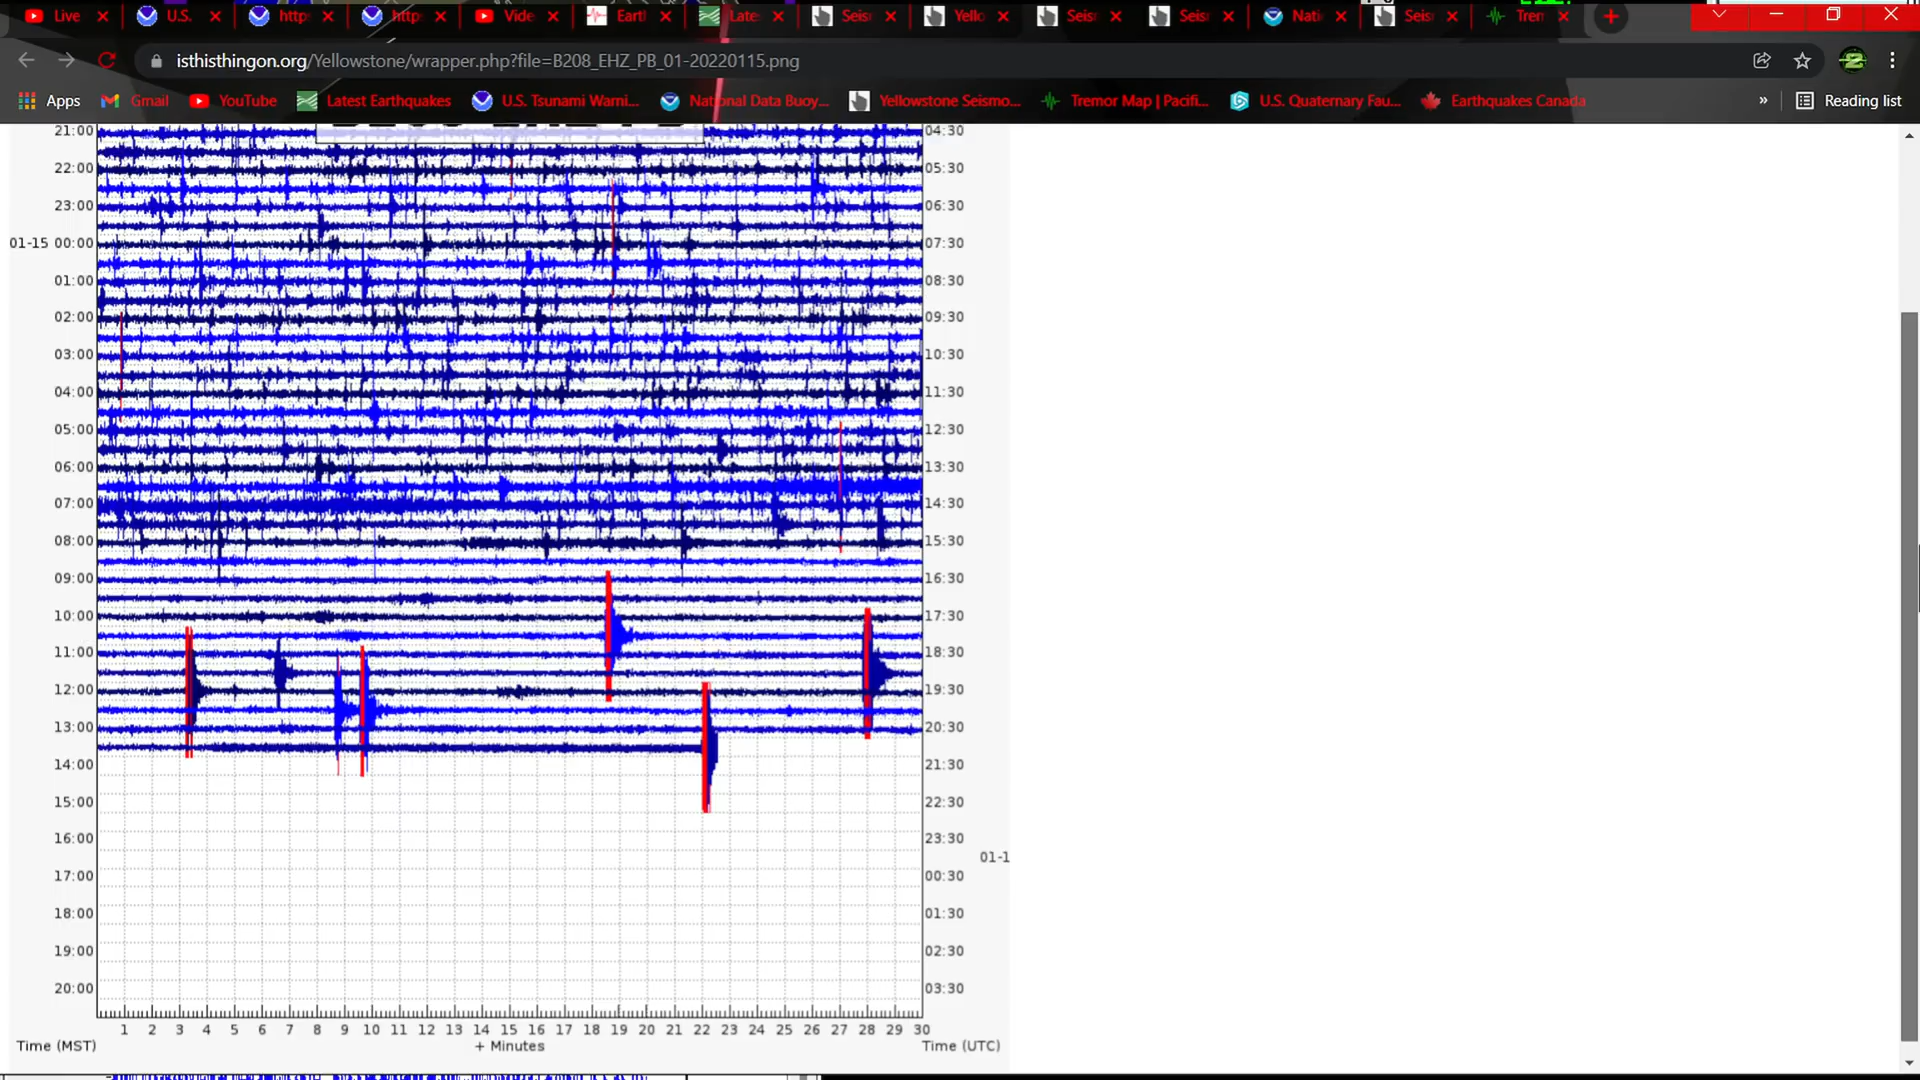 Live
U.S.
http
http
Vide
Eart
Late
Seis
Yello
Seis
Seis
Nati
Seis
Tren
isthisthingon.org/Yellowstone/wrapper.php?file=B208_EHZ_PB_01-20220115.png
Apps Gmail YouTube Latest Earthquakes U.S. Tsunami Warni... National Data Buoy... Yellowstone Seismo... Tremor Map | Pacifi... U.S. Quaternary Fau... Earthquakes Canada » Reading list
21:00 04:30
22:00 05:30
23:00 06:30
01-15 00:00 07:30
01:00 08:30
02:00 09:30
03:00 10:30
04:00 11:30
05:00 12:30
06:00 13:30
07:00 14:30
08:00 15:30
09:00 16:30
10:00 17:30
11:00 18:30
12:00 19:30
13:00 20:30
14:00 21:30
15:00 22:30
16:00 23:30
01-1
17:00 00:30
18:00 01:30
19:00 02:30
20:00 03:30
1 2 3 4 5 6 7 8 9 10 11 12 13 14 15 16 17 18 19 20 21 22 23 24 25 26 27 28 29 30
Time (MST) + Minutes Time (UTC)